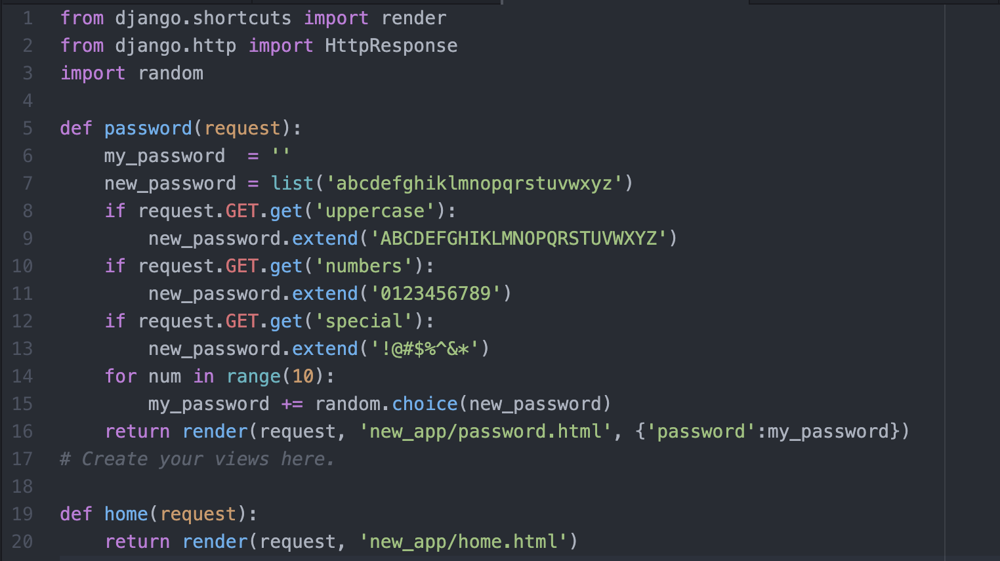 1 from django.shortcuts import render
2 from django.http import HttpResponse
3 import random
4
5 def password(request):
6     my_password  = ''
7     new_password = list('abcdefghiklmnopqrstuvwxyz')
8     if request.GET.get('uppercase'):
9         new_password.extend('ABCDEFGHIKLMNOPQRSTUVWXYZ')
10     if request.GET.get('numbers'):
11         new_password.extend('0123456789')
12     if request.GET.get('special'):
13         new_password.extend('!@#$%^&*')
14     for num in range(10):
15         my_password += random.choice(new_password)
16     return render(request, 'new_app/password.html', {'password':my_password})
17 # Create your views here.
18
19 def home(request):
20     return render(request, 'new_app/home.html')